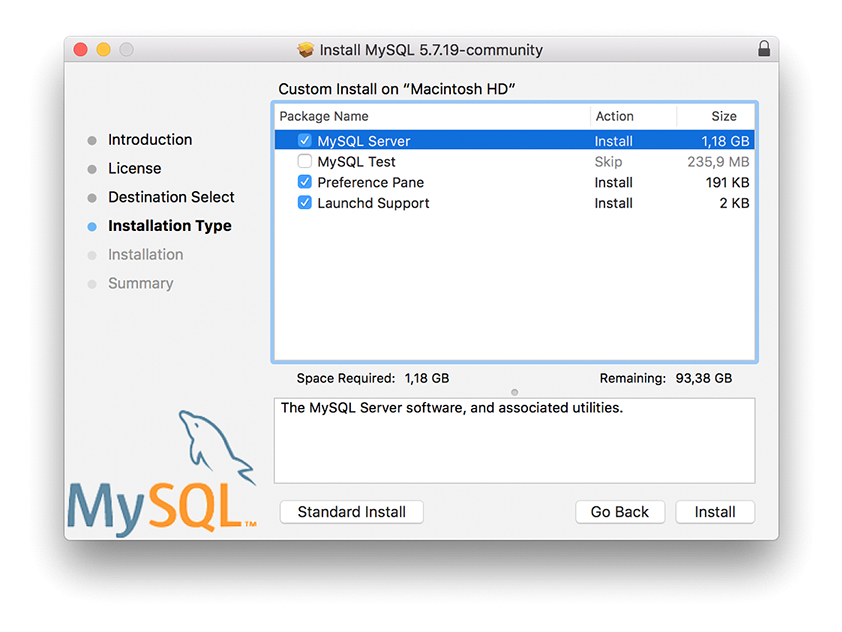 Install MySQL 5.7.19-community
Custom Install on “Macintosh HD”
Introduction
License
Destination Select
Installation Type
Installation
Summary
Package Name Action Size
MySQL Server Install 1,18 GB
MySQL Test Skip 235,9 MB
Preference Pane Install 191 KB
Launchd Support Install 2 KB
Space Required: 1,18 GB Remaining: 93,38 GB
The MySQL Server software, and associated utilities.
MySQL™
Standard Install Go Back Install